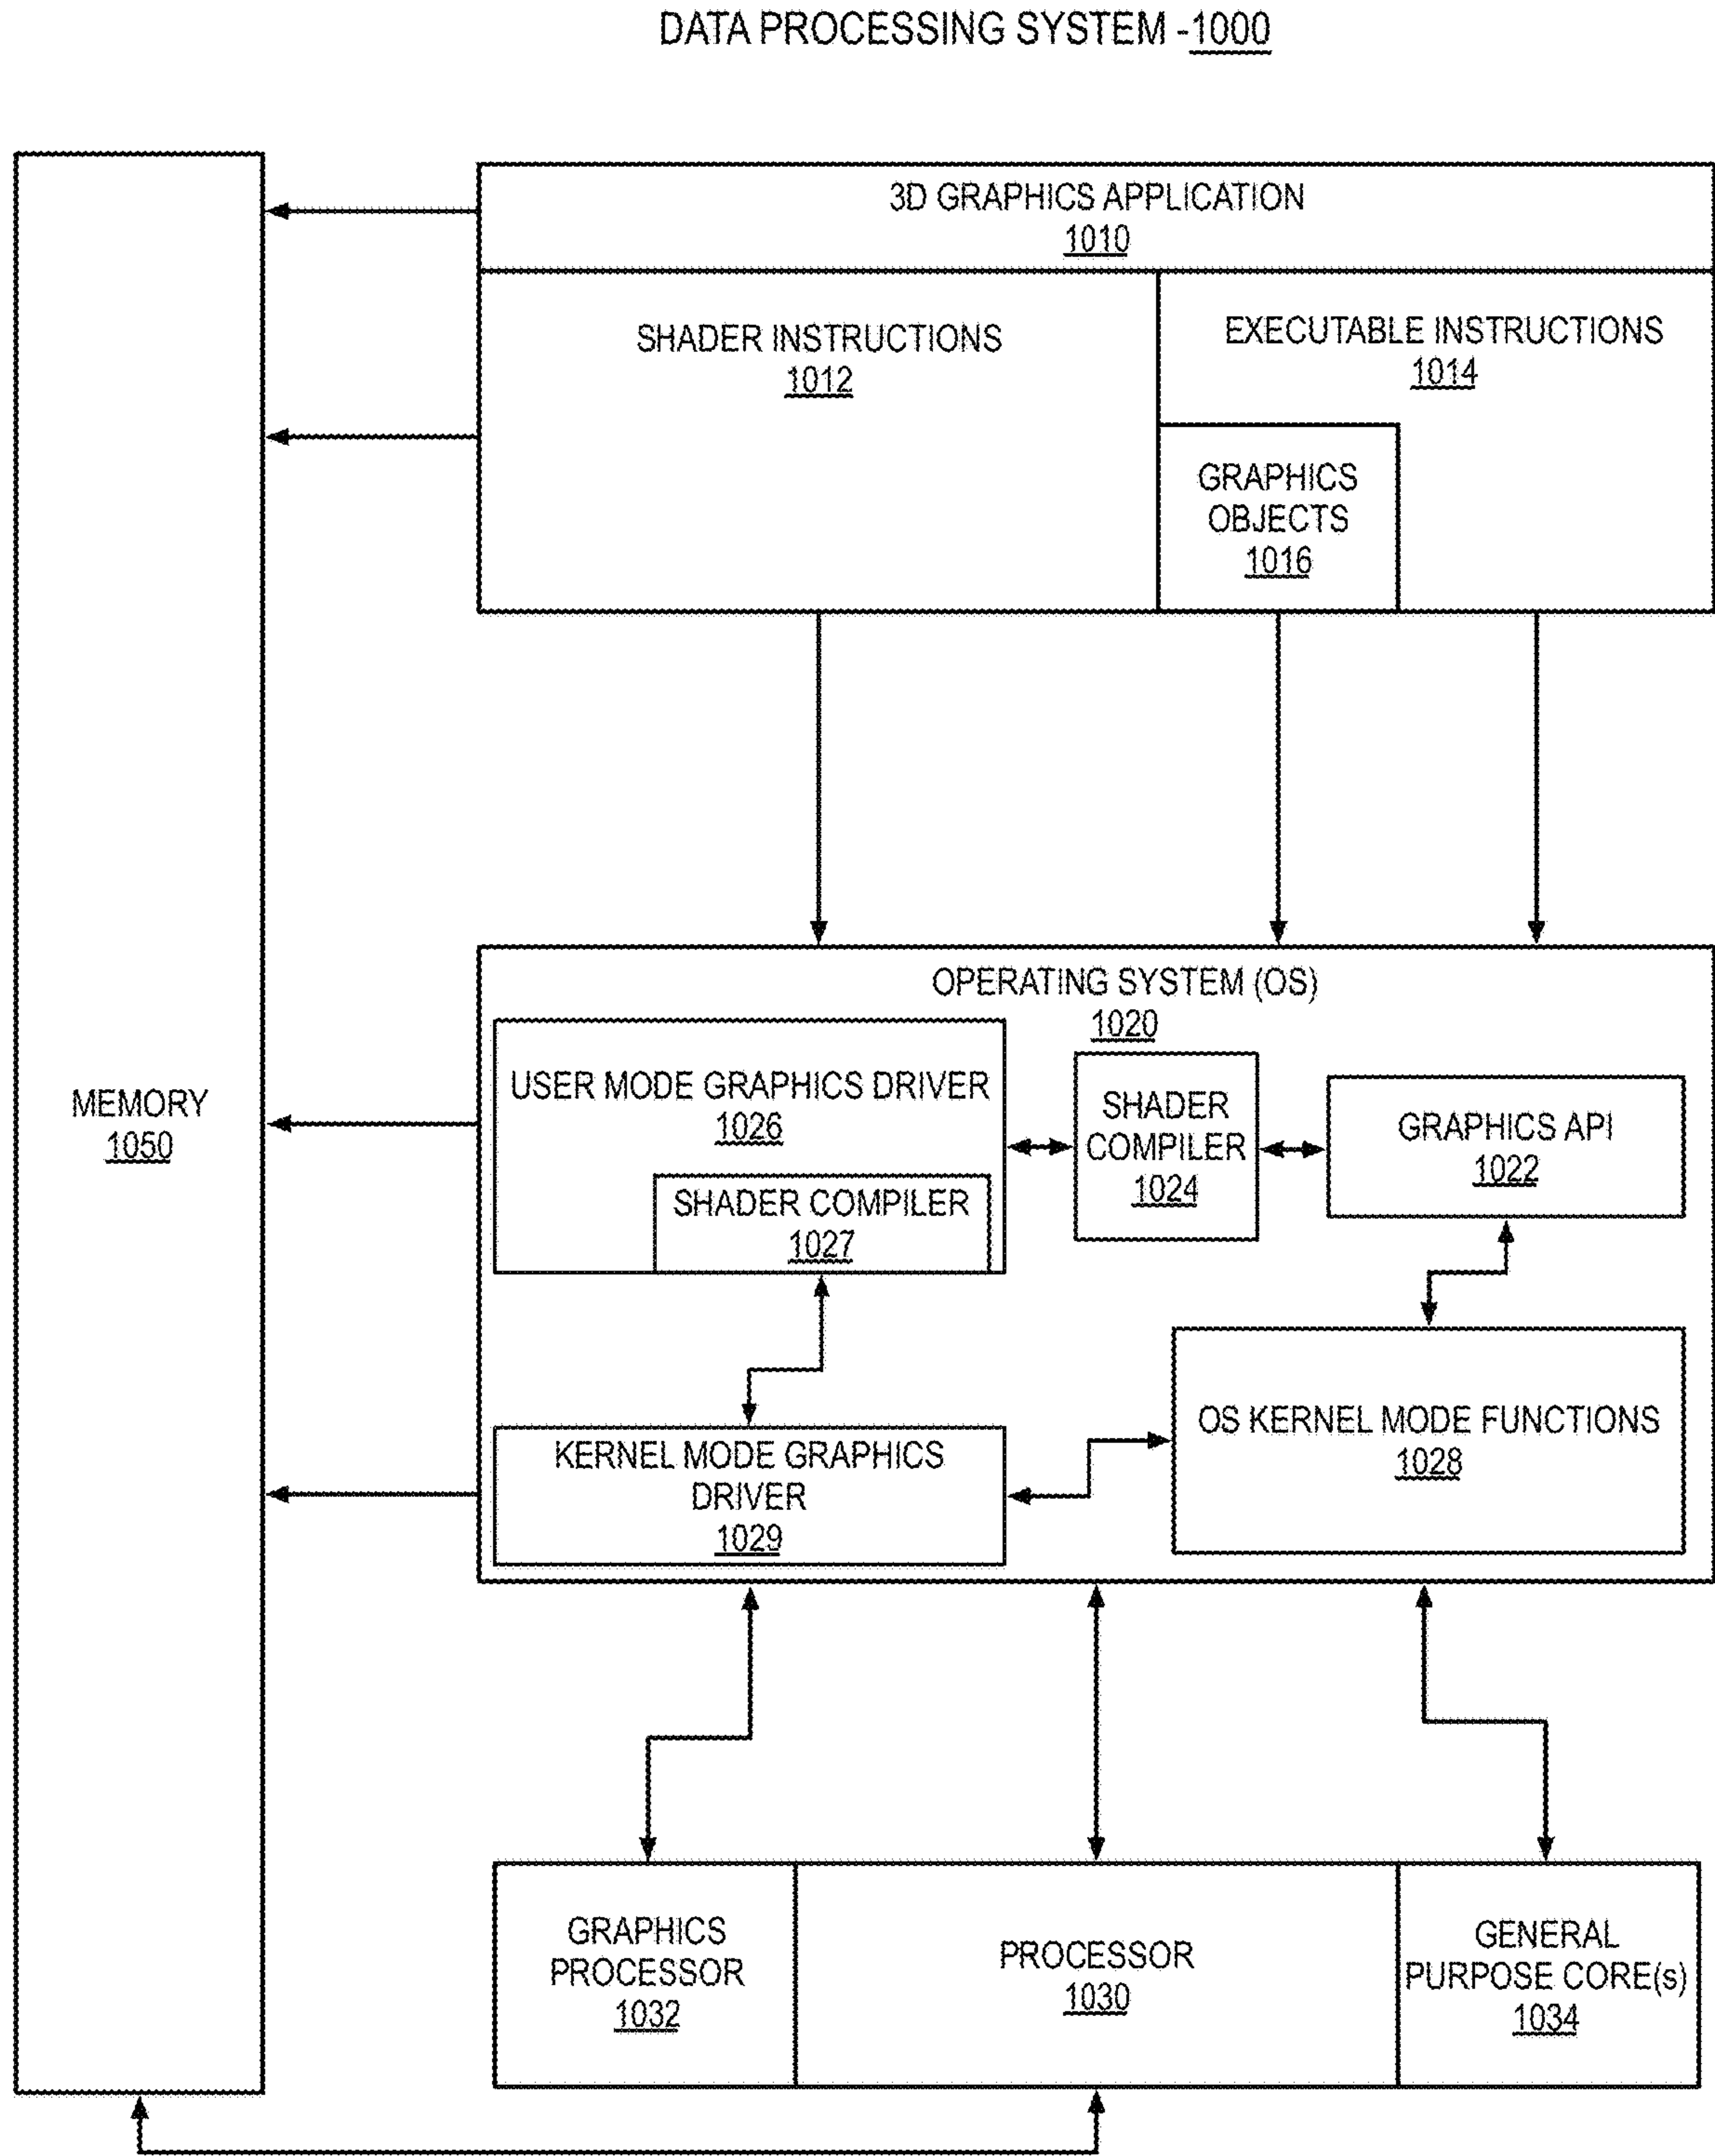 DATA PROCESSING SYSTEM -1000
3D GRAPHICS APPLICATION
1010
SHADER INSTRUCTIONS
1012
EXECUTABLE INSTRUCTIONS
1014
GRAPHICS
OBJECTS
1016
MEMORY
1050
OPERATING SYSTEM (OS)
1020
USER MODE GRAPHICS DRIVER
1026
SHADER COMPILER
1027
SHADER
COMPILER
1024
GRAPHICS API
1022
KERNEL MODE GRAPHICS
DRIVER
1029
OS KERNEL MODE FUNCTIONS
1028
GRAPHICS
PROCESSOR
1032
PROCESSOR
1030
GENERAL
PURPOSE CORE(s)
1034